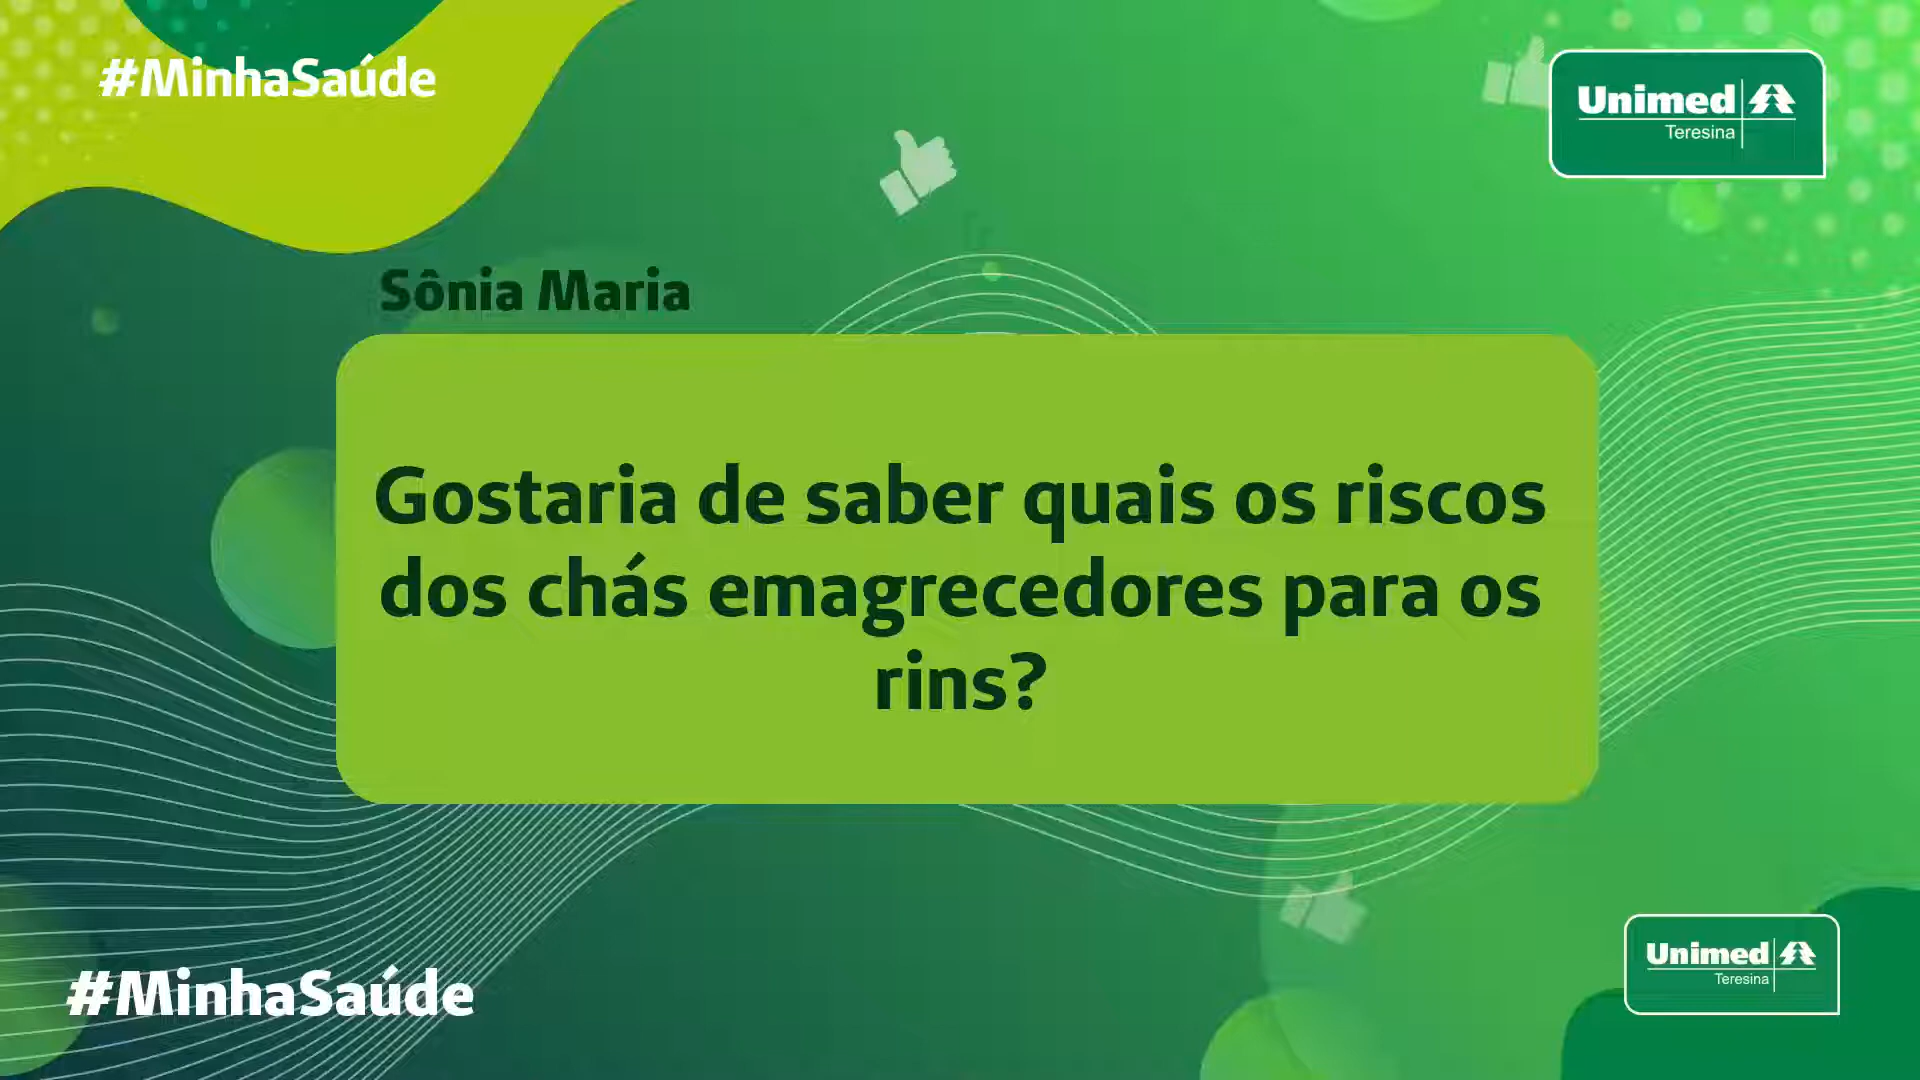 #MinhaSaúde
Unimed
Teresina
Sônia Maria
Gostaria de saber quais os riscos
dos chás emagrecedores para os
rins?
#MinhaSaúde
Unimed
Teresina